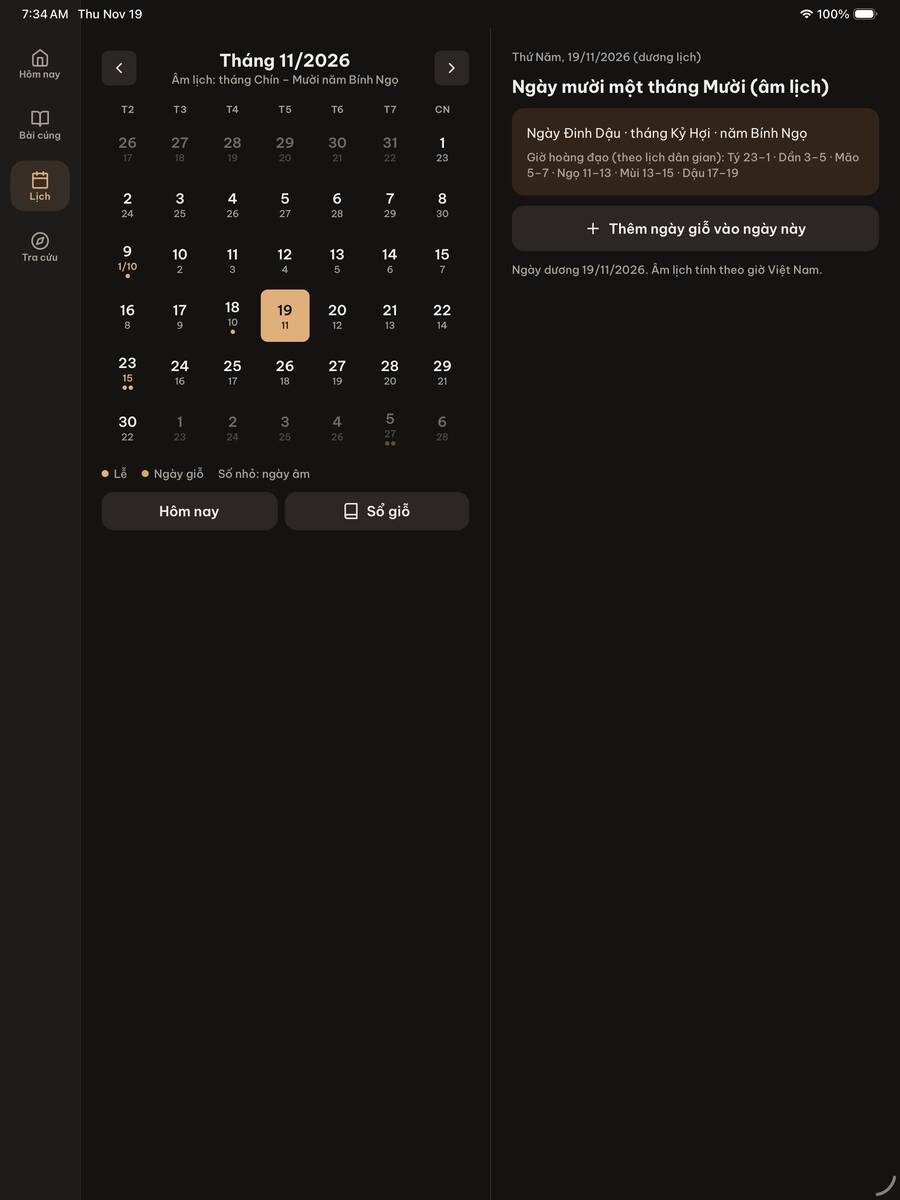 7:34 AM Thu Nov 19
100%
Hôm nay
Bài cúng
Lịch
Tra cứu
Tháng 11/2026
Âm lịch: tháng Chín – Mười năm Bính Ngọ
T2 T3 T4 T5 T6 T7 CN
26 27 28 29 30 31 1
17 18 19 20 21 22 23
2 3 4 5 6 7 8
24 25 26 27 28 29 30
9 10 11 12 13 14 15
1/10 2 3 4 5 6 7
16 17 18 19 20 21 22
8 9 10 11 12 13 14
23 24 25 26 27 28 29
15 16 17 18 19 20 21
30 1 2 3 4 5 6
22 23 24 25 26 27 28
Lễ Ngày giỗ Số nhỏ: ngày âm
Hôm nay Sổ giỗ
Thứ Năm, 19/11/2026 (dương lịch)
Ngày mười một tháng Mười (âm lịch)
Ngày Đinh Dậu · tháng Kỷ Hợi · năm Bính Ngọ
Giờ hoàng đạo (theo lịch dân gian): Tý 23–1 · Dần 3–5 · Mão
5–7 · Ngọ 11–13 · Mùi 13–15 · Dậu 17–19
Thêm ngày giỗ vào ngày này
Ngày dương 19/11/2026. Âm lịch tính theo giờ Việt Nam.